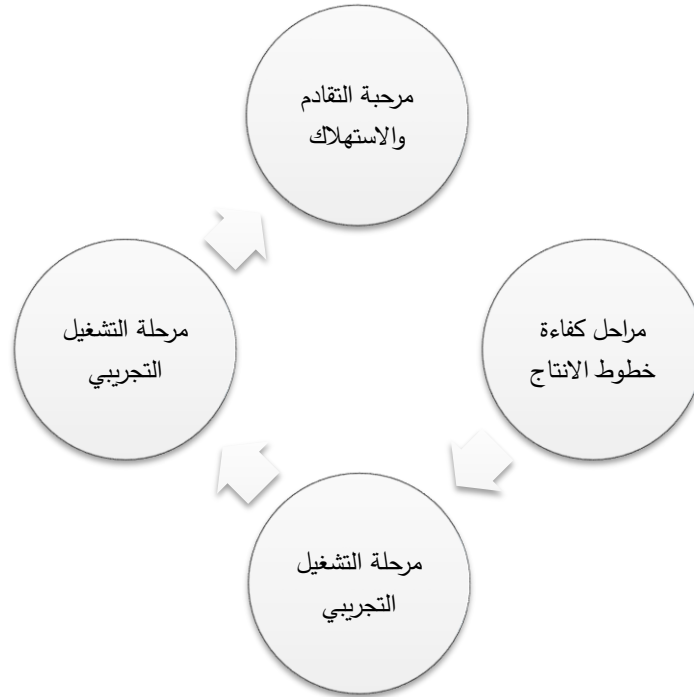 مرحبة التقادم
والاستهلاك
مراحل كفاءة
خطوط الانتاج
مرحلة التشغيل
التجريبي
مرحلة التشغيل
التجريبي